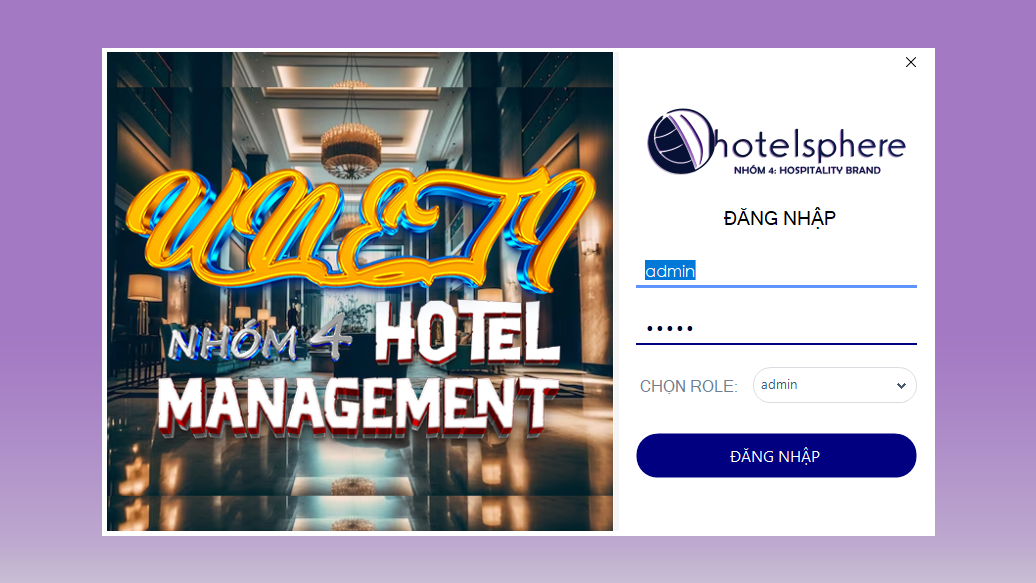 UNETI
NHÓM 4 HOTEL
MANAGEMENT
hotelsphere
NHÓM 4: HOSPITALITY BRAND
ĐĂNG NHẬP
admin
•••••
CHỌN ROLE: admin
ĐĂNG NHẬP